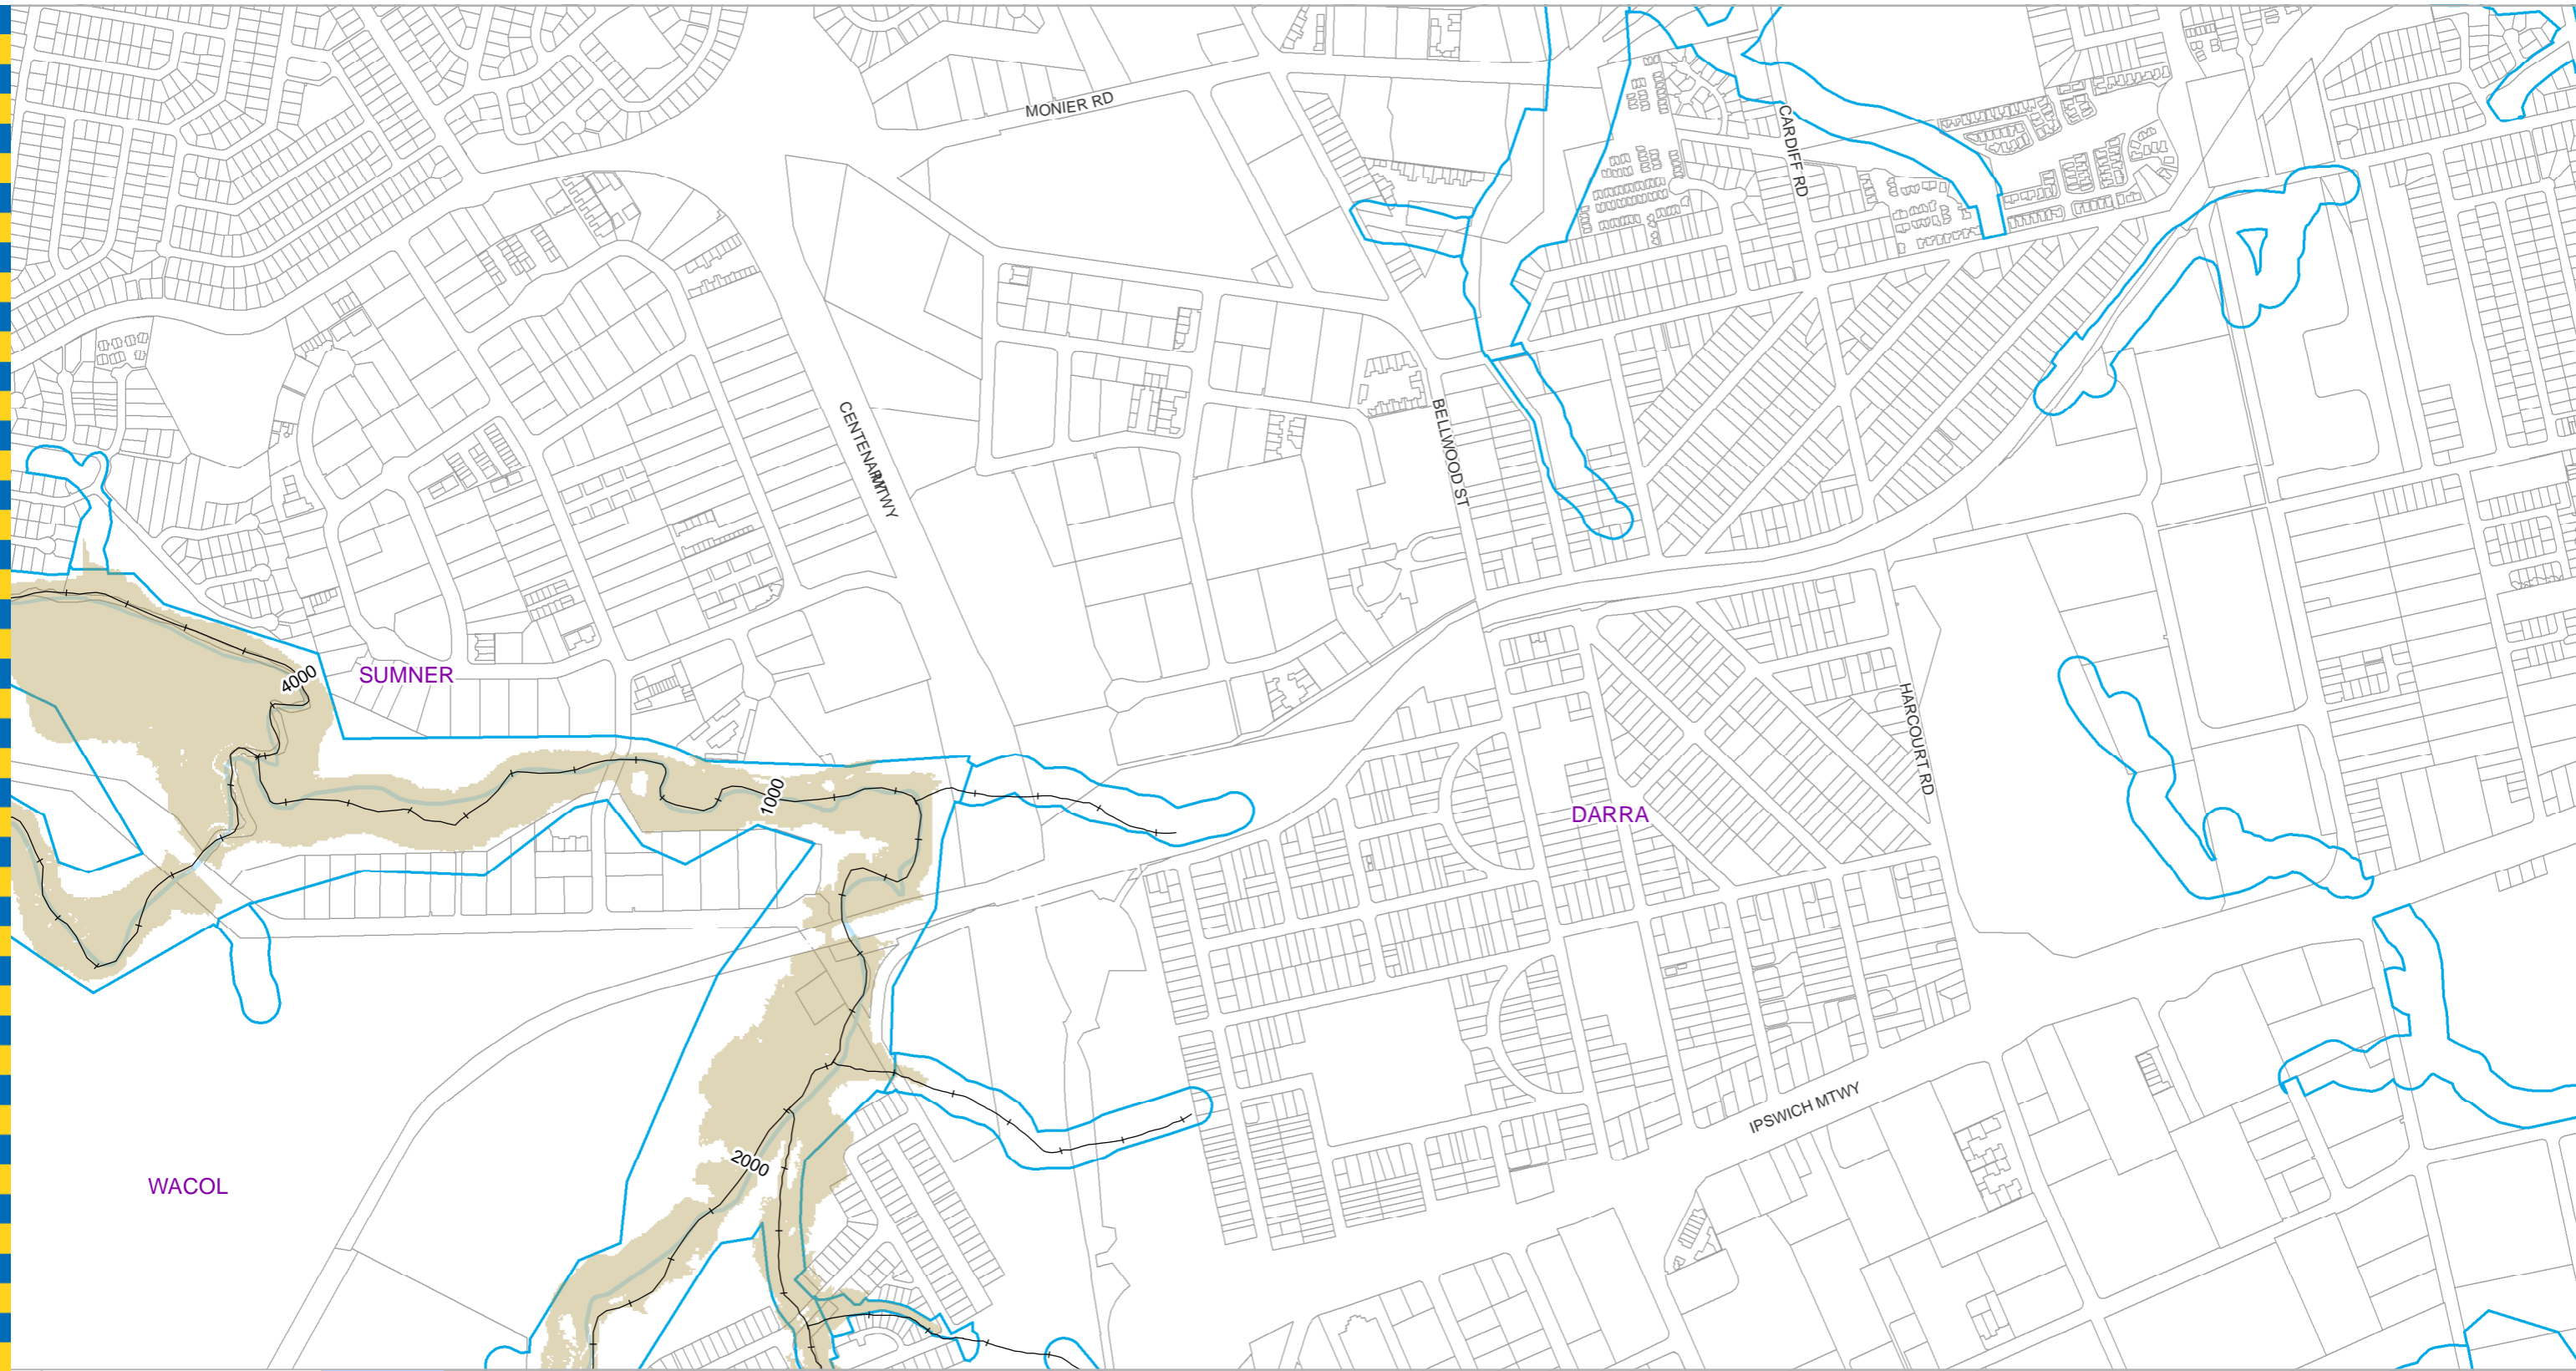 MONIER RD
CARDIFF RD
CENTENARY MTWY
BELLWOOD ST
4000
SUMNER
HARCOURT RD
1000
DARRA
IPSWICH MTWY
2000
WACOL